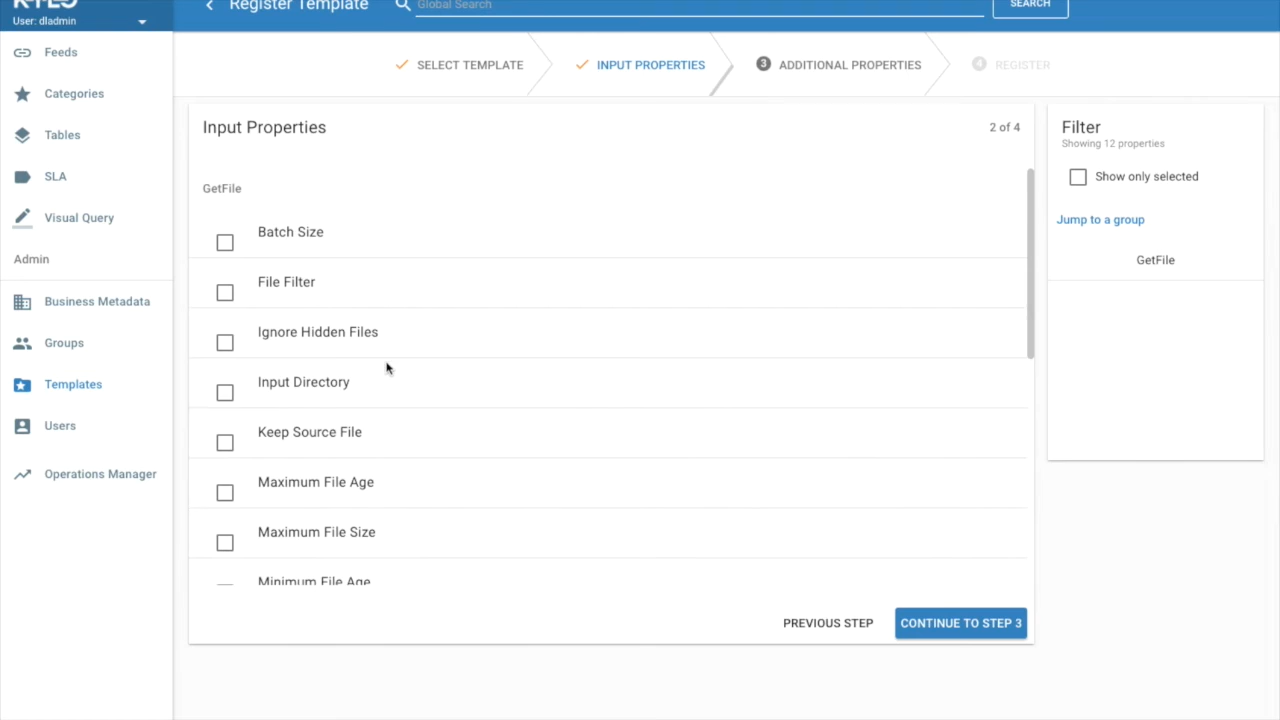 KYLO
Register Template
Global Search
SEARCH
User: dladmin
Feeds
Categories
Tables
SLA
Visual Query
Admin
Business Metadata
Groups
Templates
Users
Operations Manager
SELECT TEMPLATE
INPUT PROPERTIES
3 ADDITIONAL PROPERTIES
4 REGISTER
Input Properties
2 of 4
GetFile
Batch Size
File Filter
Ignore Hidden Files
Input Directory
Keep Source File
Maximum File Age
Maximum File Size
Minimum File Age
PREVIOUS STEP
CONTINUE TO STEP 3
Filter
Showing 12 properties
Show only selected
Jump to a group
GetFile